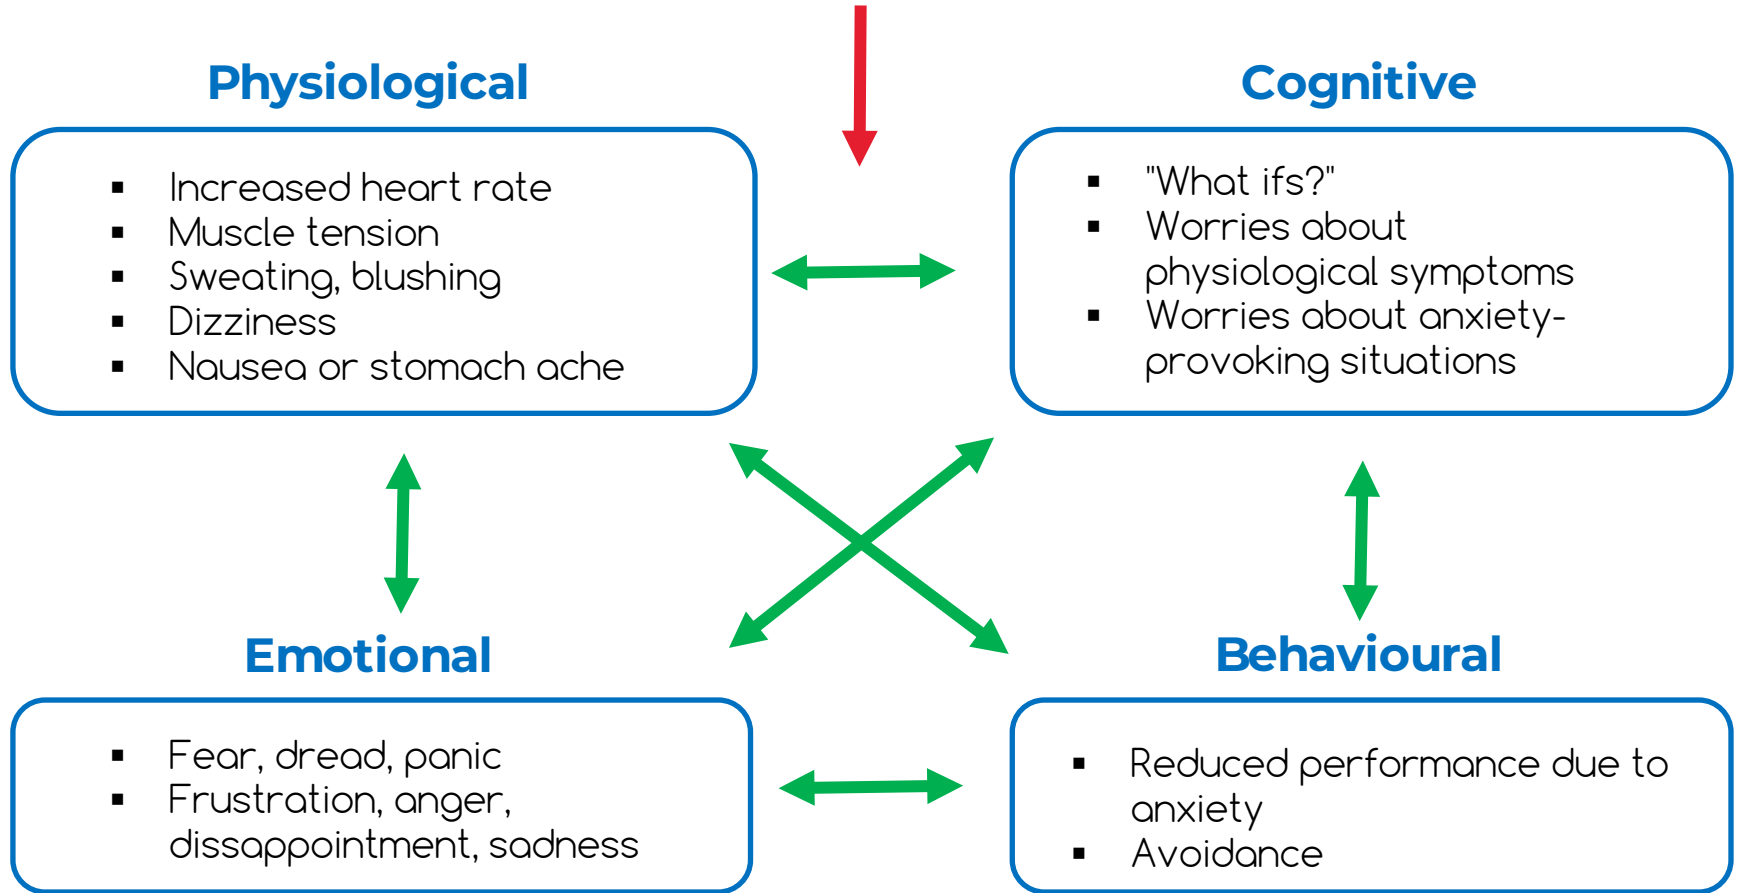 Physiological
▪ Increased heart rate
▪ Muscle tension
▪ Sweating, blushing
▪ Dizziness
▪ Nausea or stomach ache
Cognitive
▪ "What ifs?"
▪ Worries about
physiological symptoms
▪ Worries about anxiety-
provoking situations
Emotional
▪ Fear, dread, panic
▪ Frustration, anger,
dissappointment, sadness
Behavioural
▪ Reduced performance due to
anxiety
▪ Avoidance